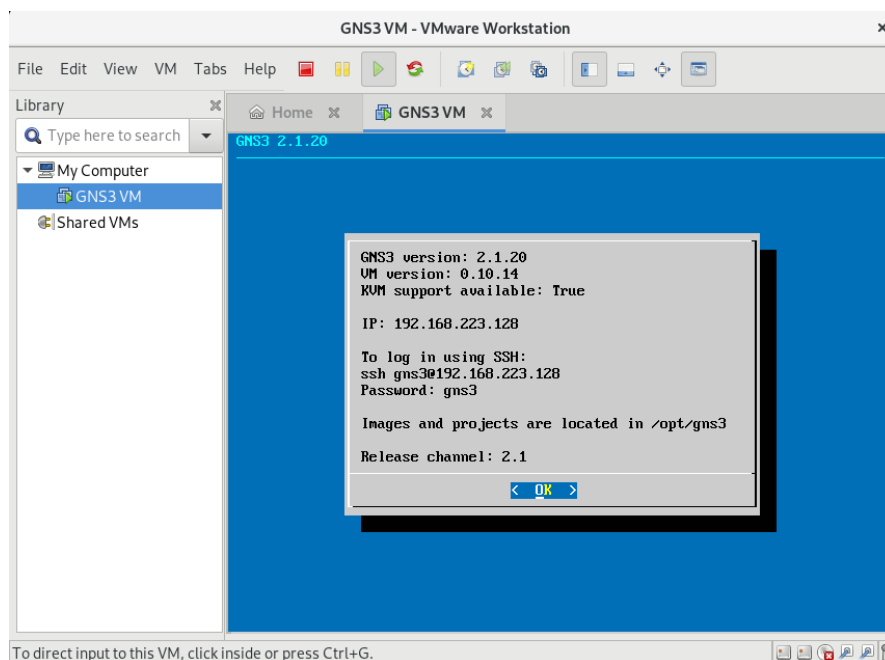 GNS3 VM - VMware Workstation
File Edit View VM Tabs Help
Library
Home
GNS3 VM
Type here to search
GNS3 2.1.20
My Computer
GNS3 VM
Shared VMs
GNS3 version: 2.1.20
VM version: 0.10.14
KVM support available: True
IP: 192.168.223.128
To log in using SSH:
ssh gns3@192.168.223.128
Password: gns3
Images and projects are located in /opt/gns3
Release channel: 2.1
< OK >
To direct input to this VM, click inside or press Ctrl+G.